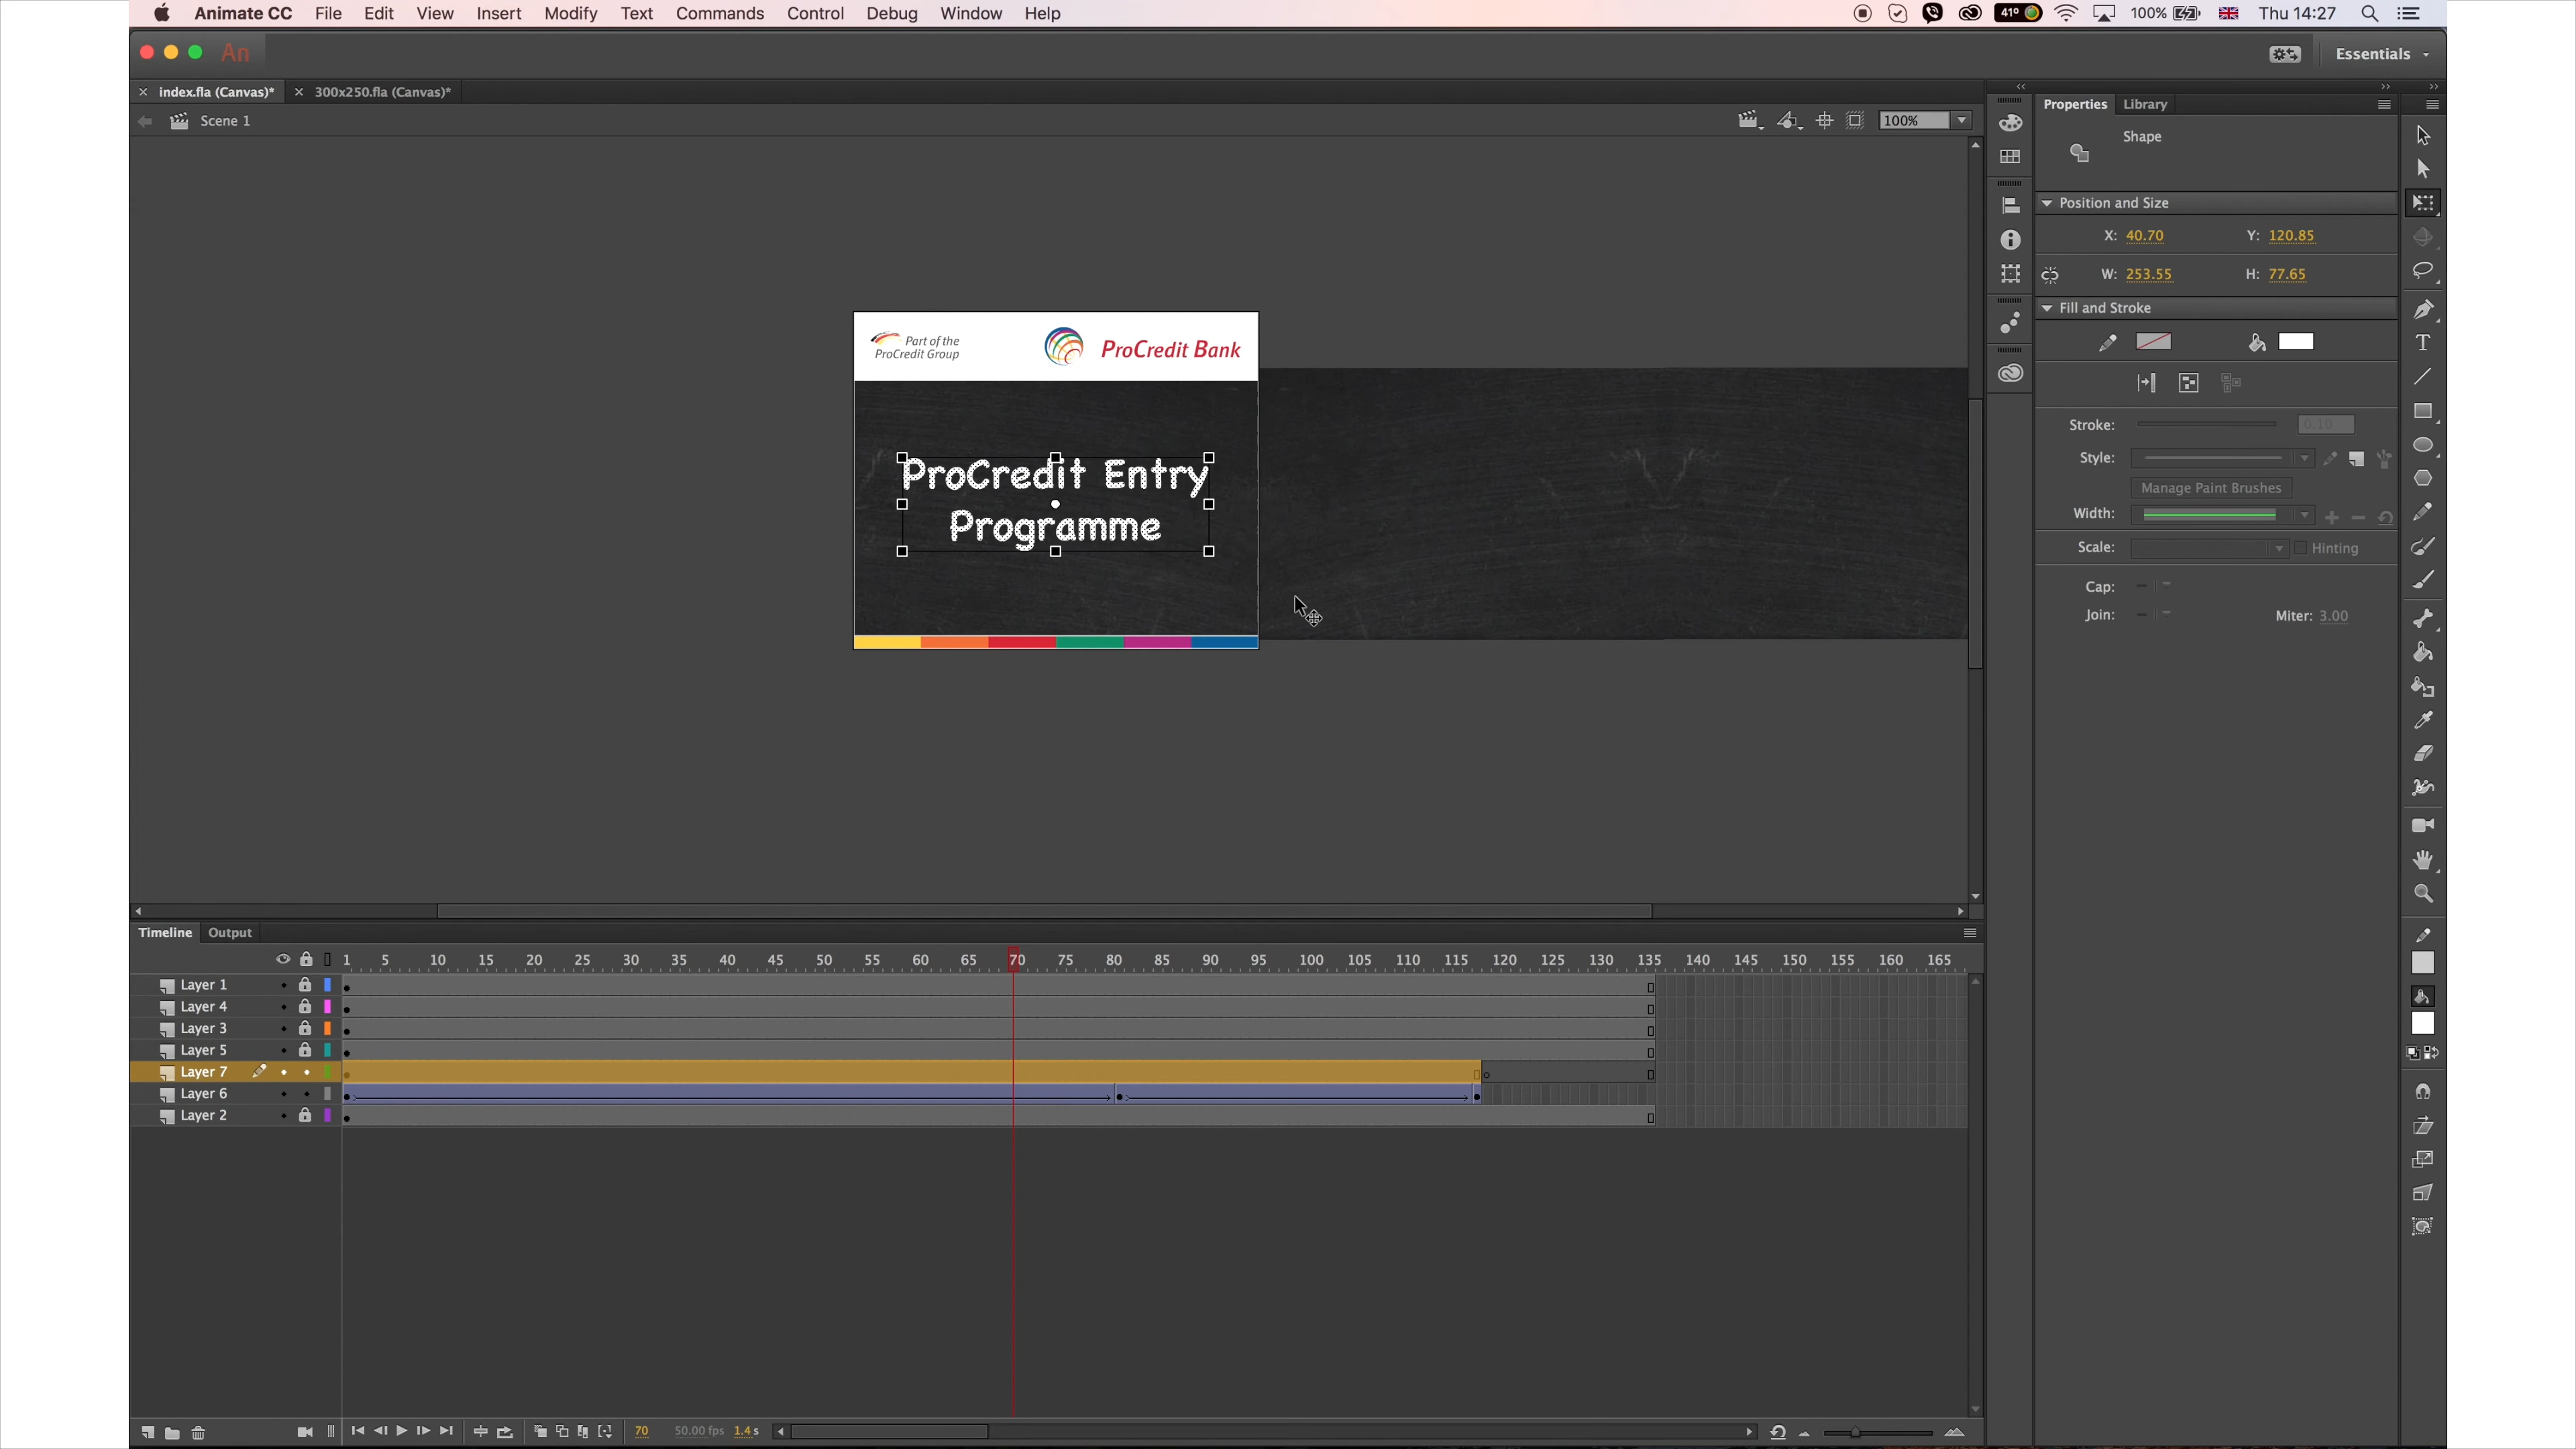 Animate CC File Edit View Insert Modify Text Commands Control Debug Window Help 41° 100% Thu 14:27
An Essentials
index.fla (Canvas)* 300x250.fla (Canvas)*
Scene 1 100%
Properties Library
Shape
Position and Size
X: 40.70 Y: 120.85
W: 253.55 H: 77.65
Fill and Stroke
Stroke: 0.10
Style:
Manage Paint Brushes
Width:
Scale: Hinting
Cap:
Join: Miter: 3.00
Part of the
ProCredit Group
ProCredit Bank
ProCredit Entry
Programme
Timeline Output
1 5 10 15 20 25 30 35 40 45 50 55 60 65 70 75 80 85 90 95 100 105 110 115 120 125 130 135 140 145 150 155 160 165
Layer 1
Layer 4
Layer 3
Layer 5
Layer 7
Layer 6
Layer 2
70 50.00 fps 1.4 s